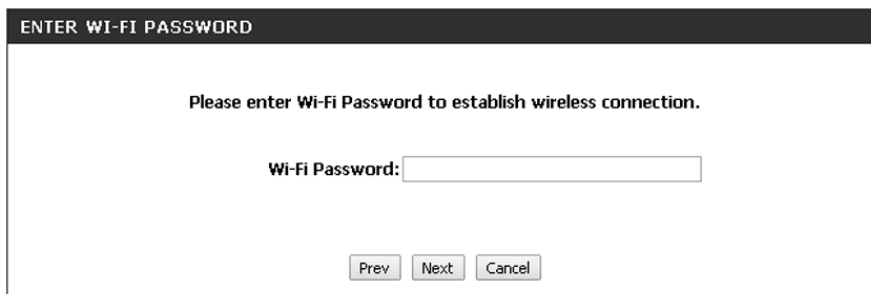 ENTER WI-FI PASSWORD
Please enter Wi-Fi Password to establish wireless connection.
Wi-Fi Password:
Prev Next Cancel